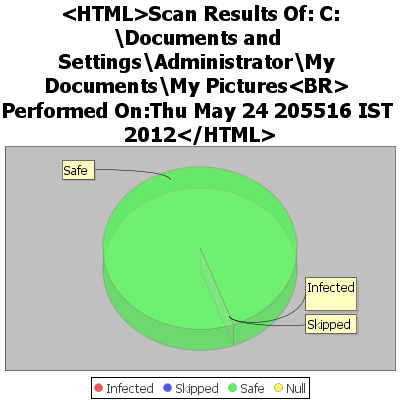 <HTML>Scan Results Of: C:
\Documents and
Settings\Administrator\My
Documents\My Pictures<BR>
Performed On:Thu May 24 205516 IST
2012</HTML>
Safe
Infected
Skipped
Infected Skipped Safe Null